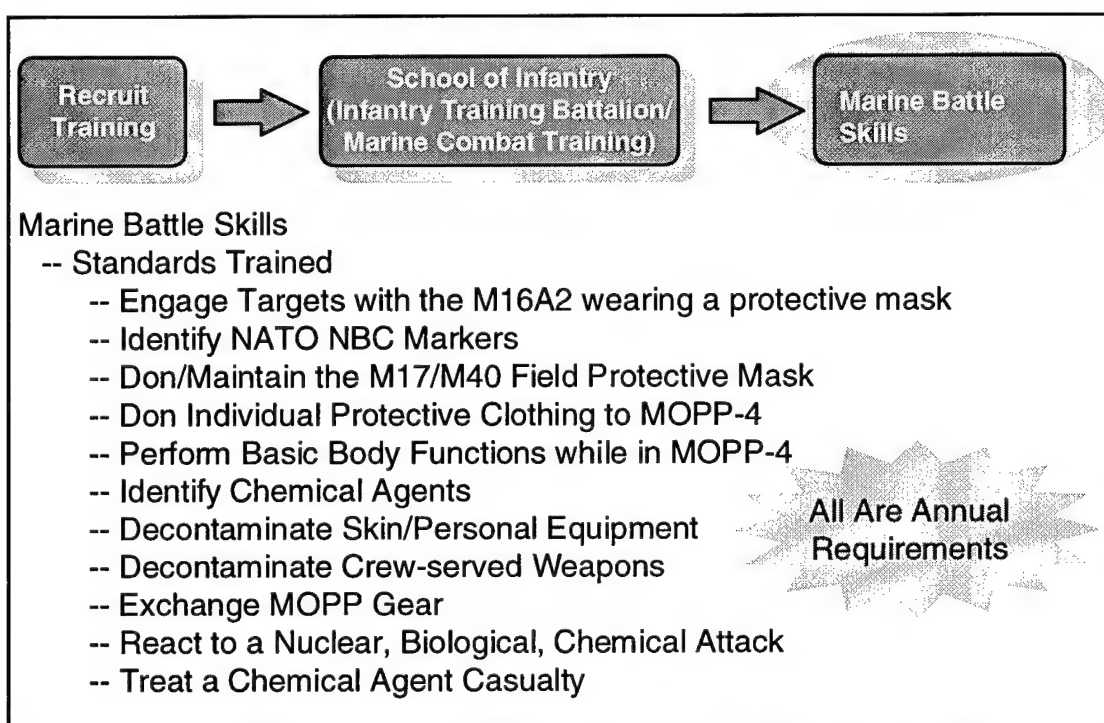 Recruit
Training
School of Infantry
(Infantry Training Battalion/
Marine Combat Training)
Marine Battle
Skills
Marine Battle Skills
-- Standards Trained
-- Engage Targets with the M16A2 wearing a protective mask
-- Identify NATO NBC Markers
-- Don/Maintain the M17/M40 Field Protective Mask
-- Don Individual Protective Clothing to MOPP-4
-- Perform Basic Body Functions while in MOPP-4
-- Identify Chemical Agents
-- Decontaminate Skin/Personal Equipment
-- Decontaminate Crew-served Weapons
-- Exchange MOPP Gear
-- React to a Nuclear, Biological, Chemical Attack
-- Treat a Chemical Agent Casualty
All Are Annual
Requirements